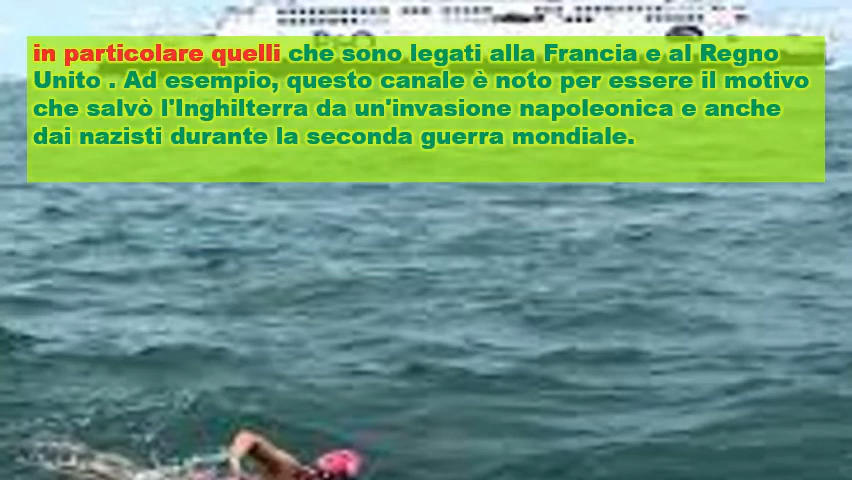 in particolare quelli che sono legati alla Francia e al Regno
Unito . Ad esempio, questo canale è noto per essere il motivo
che salvò l'Inghilterra da un'invasione napoleonica e anche
dai nazisti durante la seconda guerra mondiale.